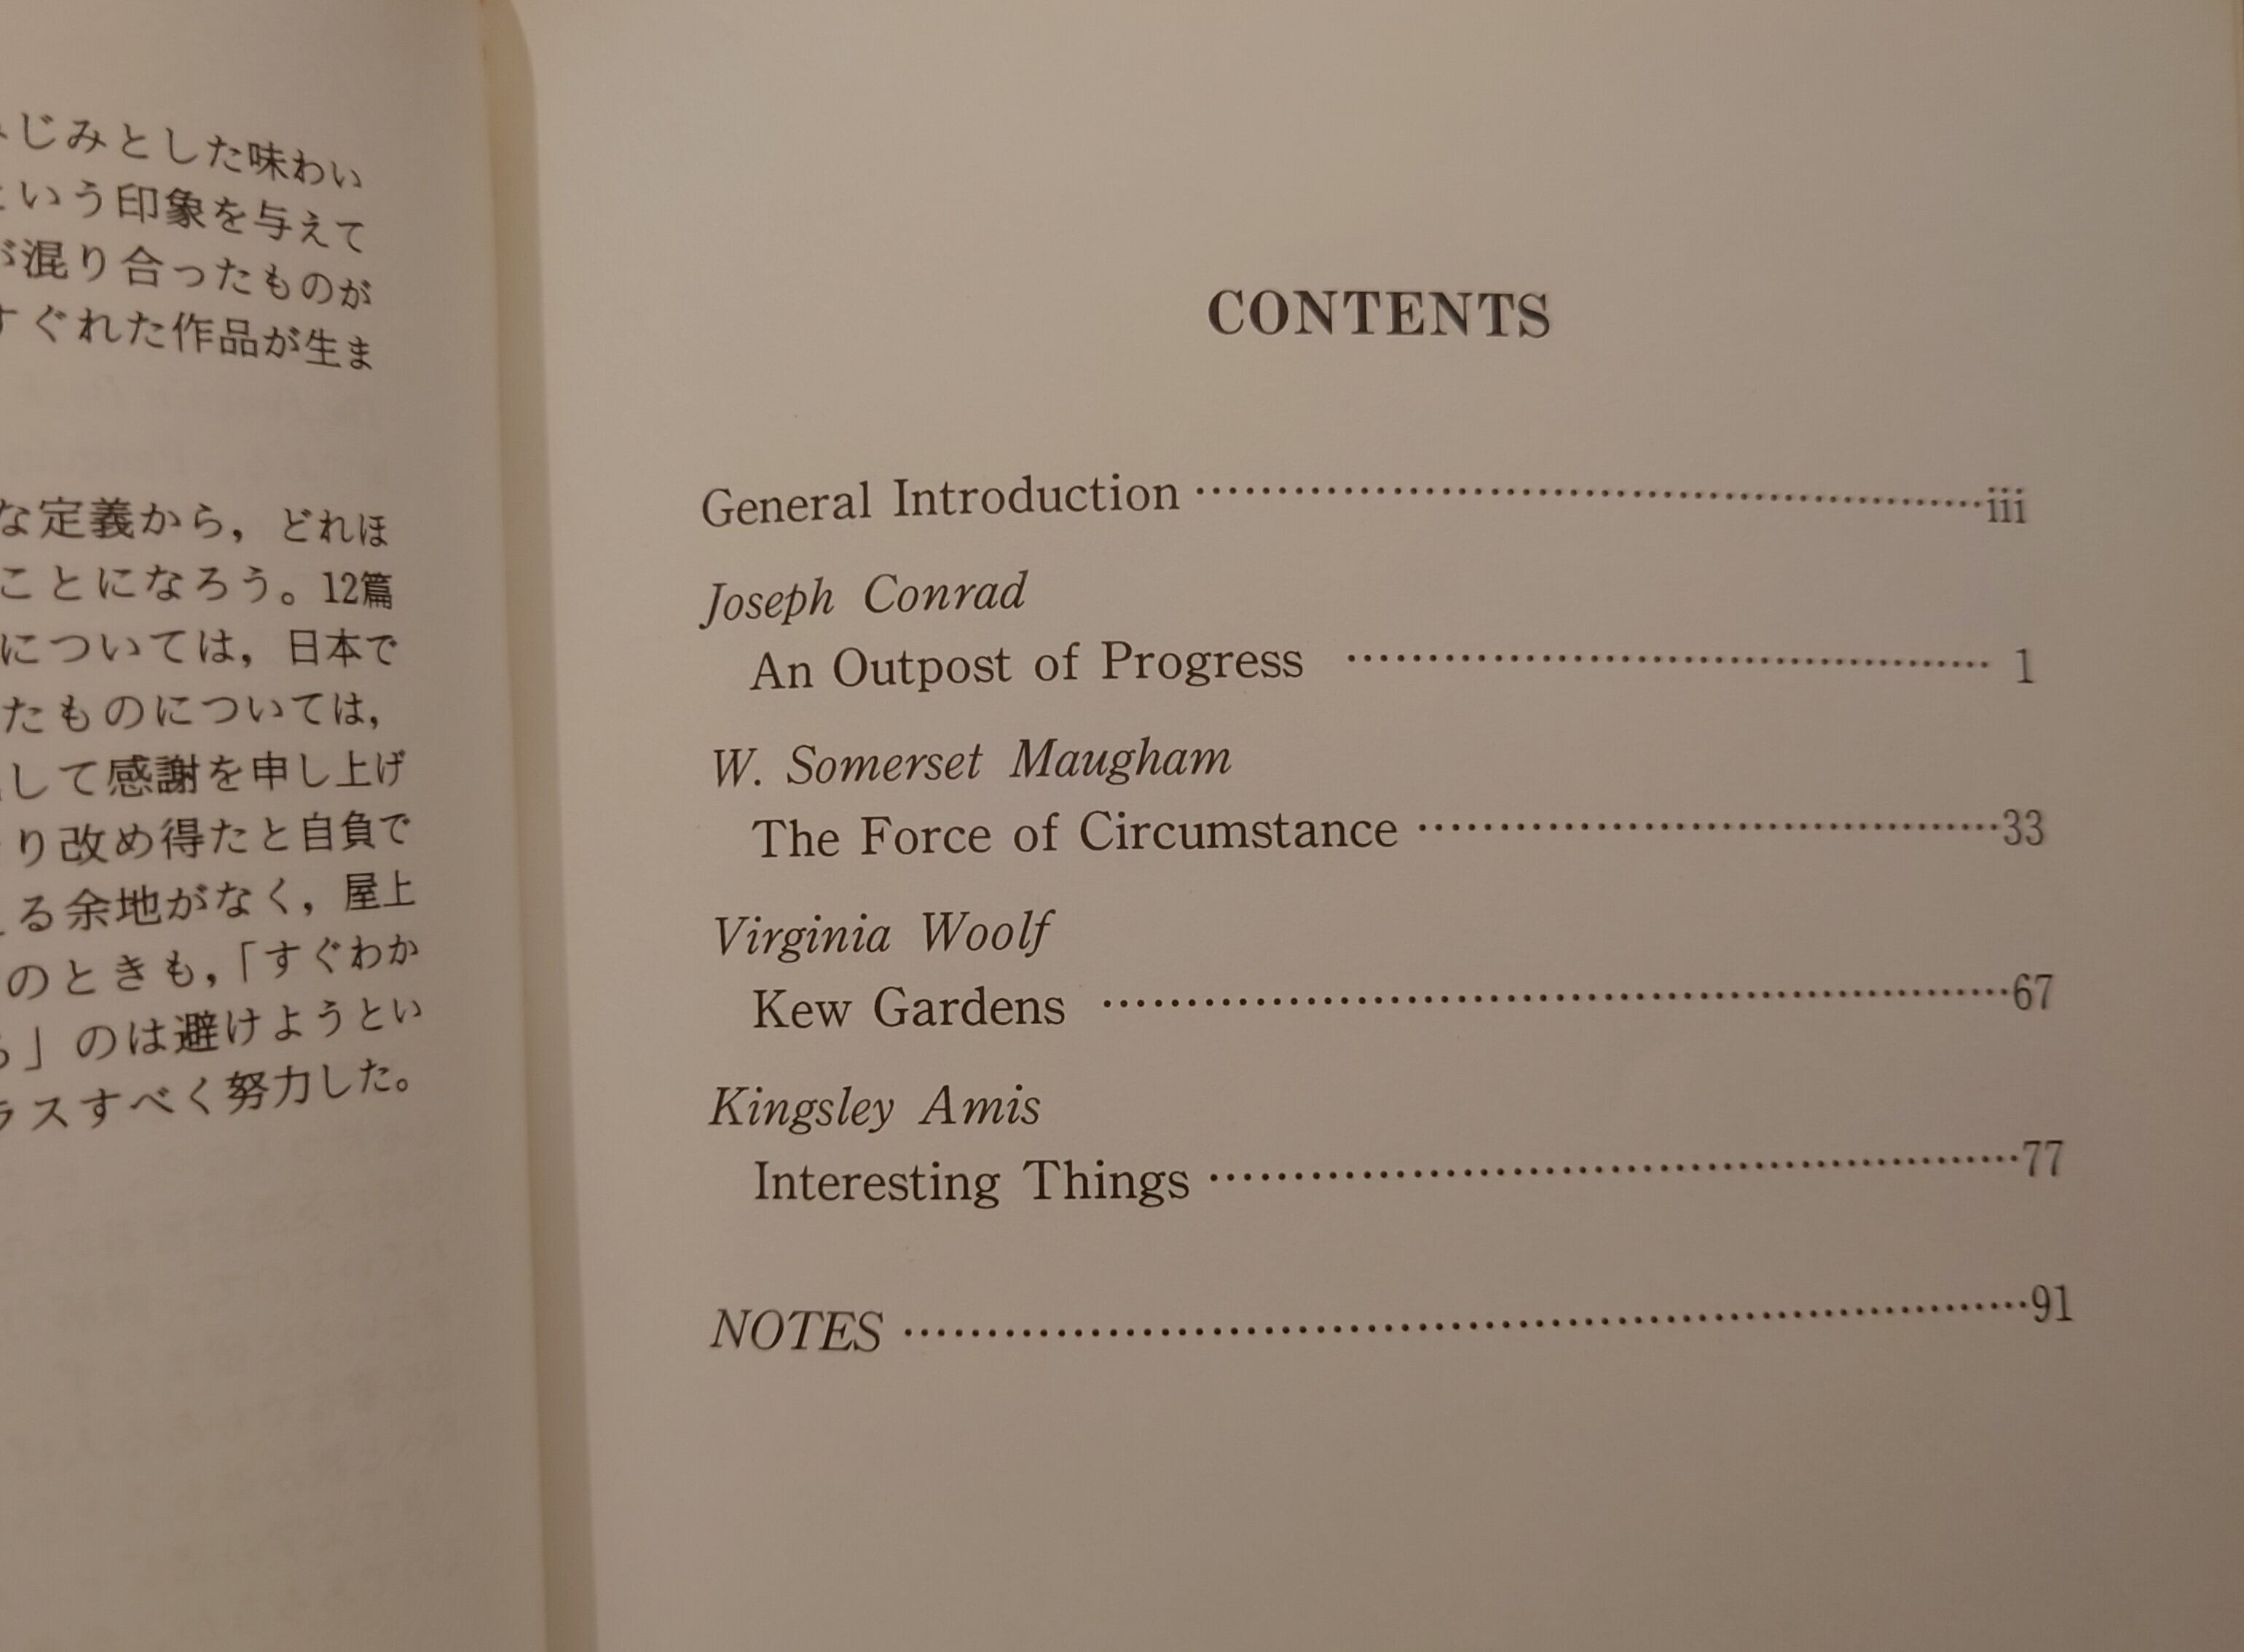 じみとした味わい
いう印象を与えて
が混り合ったものが
すぐれた作品が生ま
な定義から，どれほ
ことになろう。12篇
については，日本で
たものについては，
して感謝を申し上げ
り改め得たと自負で
る余地がなく，屋上
のときも，「すぐわか
」のは避けようとい
ラスすべく努力した。
CONTENTS
General Introduction ……………………………………iii
Joseph Conrad
An Outpost of Progress …………………………… 1
W. Somerset Maugham
The Force of Circumstance …………………………33
Virginia Woolf
Kew Gardens ……………………………………………67
Kingsley Amis
Interesting Things ………………………………………77
NOTES ………………………………………………………91